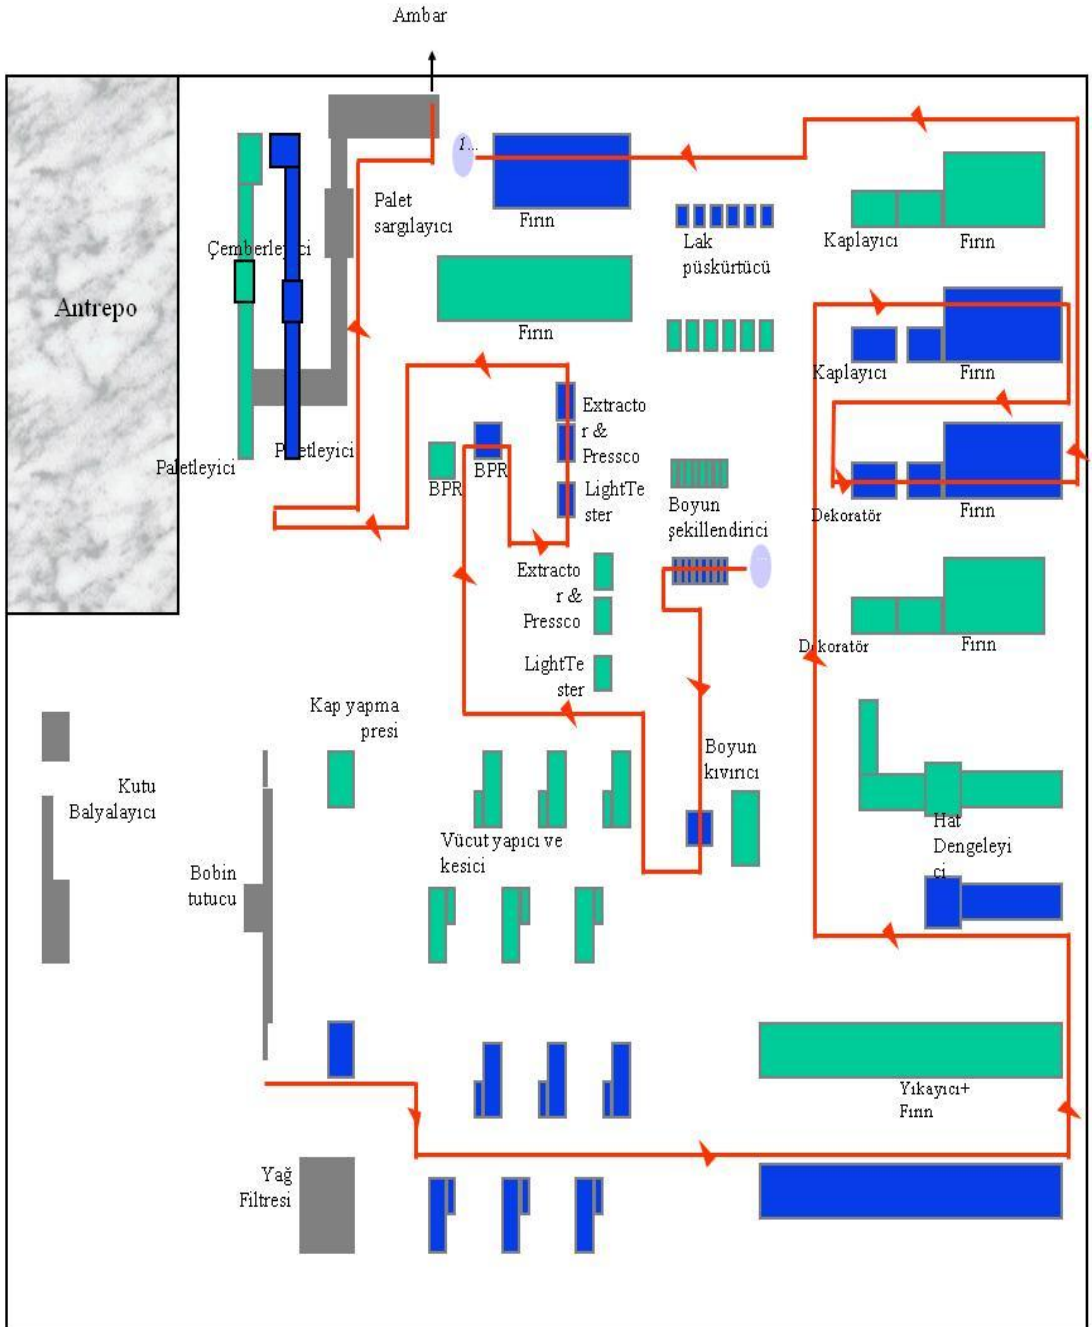 Ambar
Antrepo
1...
Palet
sargılayıcı
Çemberleyici
Fırın
Lak
püskürtücü
Kaplayıcı
Fırın
Fırın
Kaplayıcı
Fırın
Extracto
r &
Pressco
Paletleyici
Paletleyici
BPR
BPR
LightTe
ster
Boyun
şekillendirici
Dekoratör
Fırın
Extracto
r &
Pressco
Dekoratör
Fırın
LightTe
ster
Kap yapma
presi
Boyun
kıvırıcı
Kutu
Balyalayıcı
Hat
Dengeleyi
ci
Vücut yapıcı ve
kesici
Bobin
tutucu
Yıkayıcı+
Fırın
Yağ
Filtresi